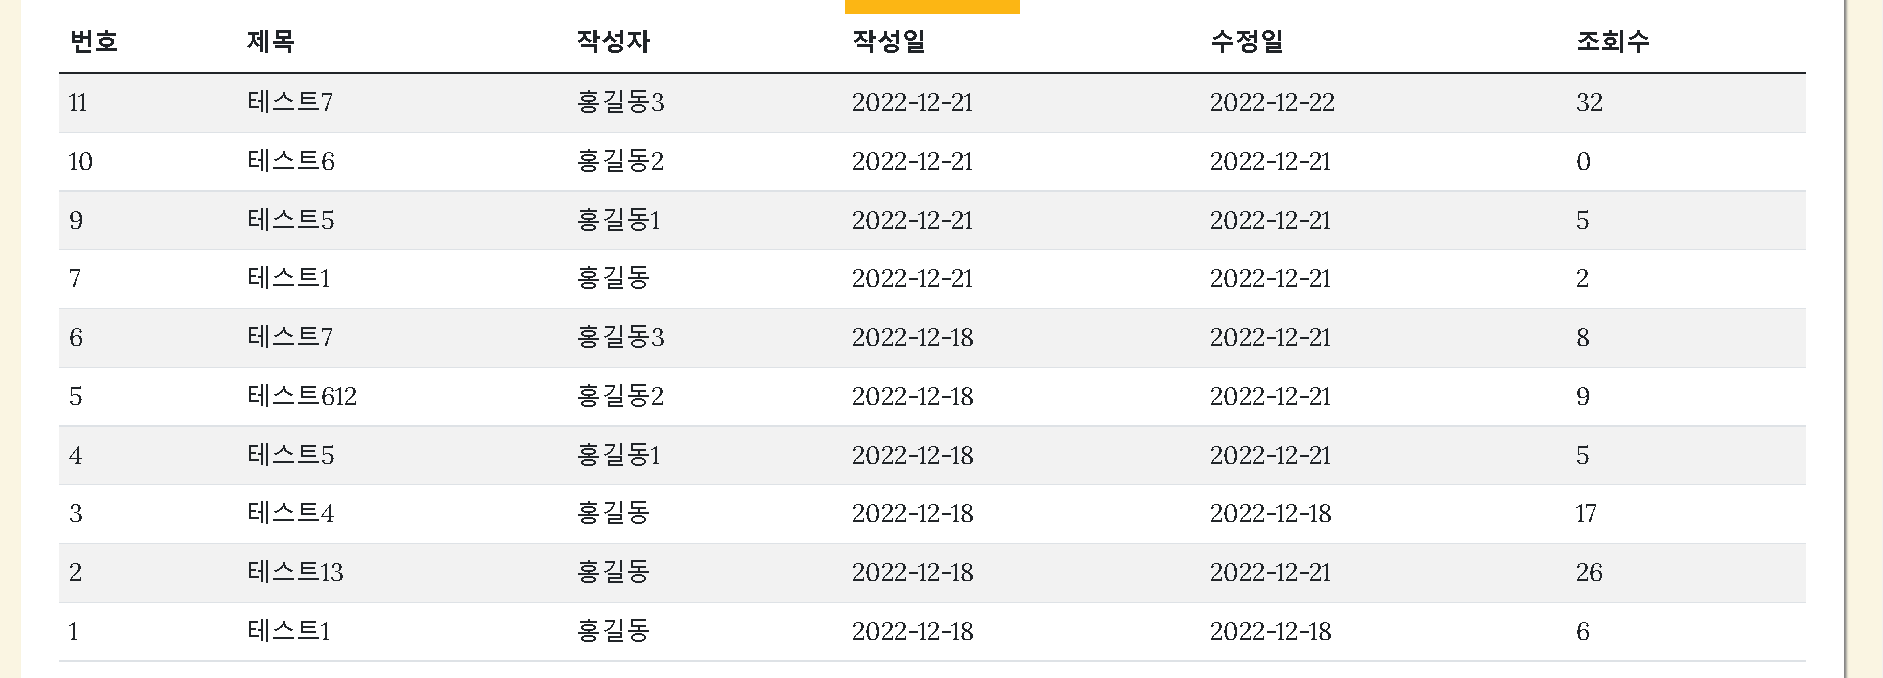 번호 제목 작성자 작성일 수정일 조회수
11 테스트7 홍길동3 2022-12-21 2022-12-22 32
10 테스트6 홍길동2 2022-12-21 2022-12-21 0
9 테스트5 홍길동1 2022-12-21 2022-12-21 5
7 테스트1 홍길동 2022-12-21 2022-12-21 2
6 테스트7 홍길동3 2022-12-18 2022-12-21 8
5 테스트612 홍길동2 2022-12-18 2022-12-21 9
4 테스트5 홍길동1 2022-12-18 2022-12-21 5
3 테스트4 홍길동 2022-12-18 2022-12-18 17
2 테스트13 홍길동 2022-12-18 2022-12-21 26
1 테스트1 홍길동 2022-12-18 2022-12-18 6